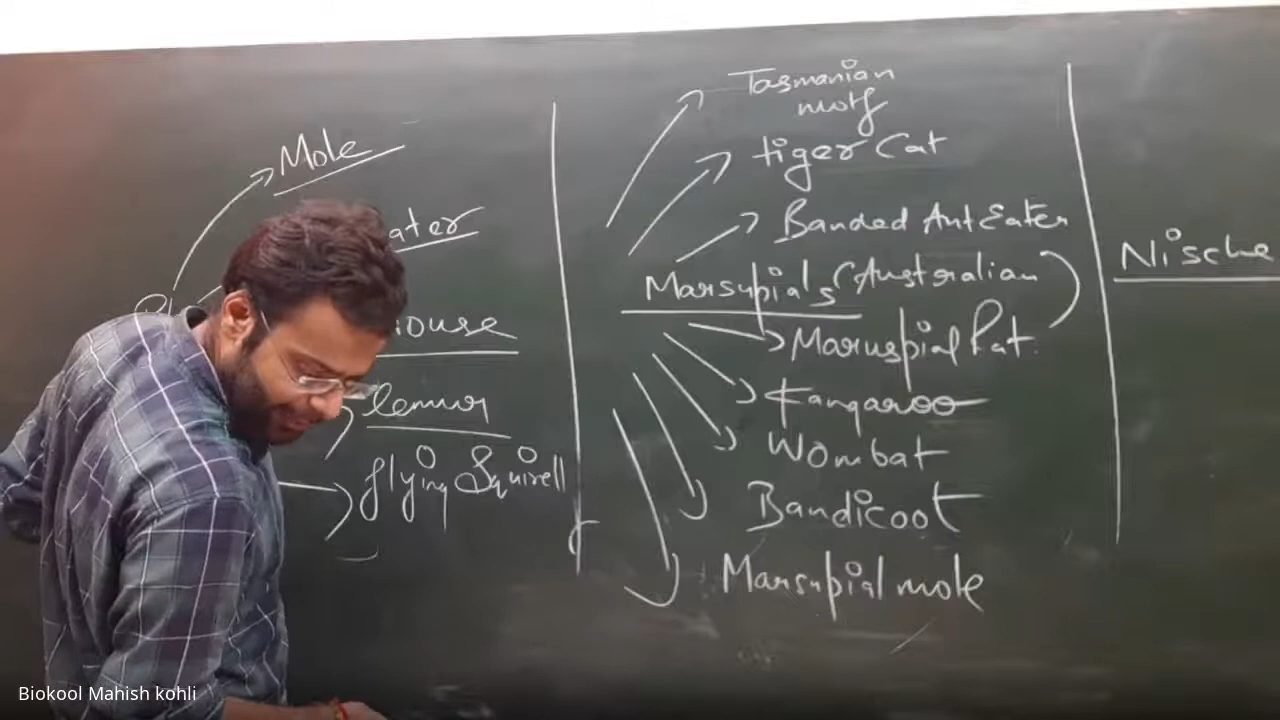 Mole
ater
ouse
lemur
flying Squirell
Tasmanian
wolf
tiger Cat
Banded Ant Eater
Marsupials (Australian)
Maruspial Rat
Kangaroo
Wombat
Bandicoot
Marsupial mole
Nische
Biokool Mahish kohli